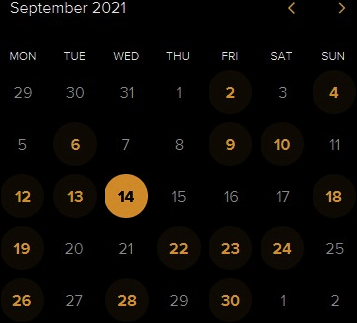 September 2021 < >
MON TUE WED THU FRI SAT SUN
29 30 31 1 2 3 4
5 6 7 8 9 10 11
12 13 14 15 16 17 18
19 20 21 22 23 24 25
26 27 28 29 30 1 2